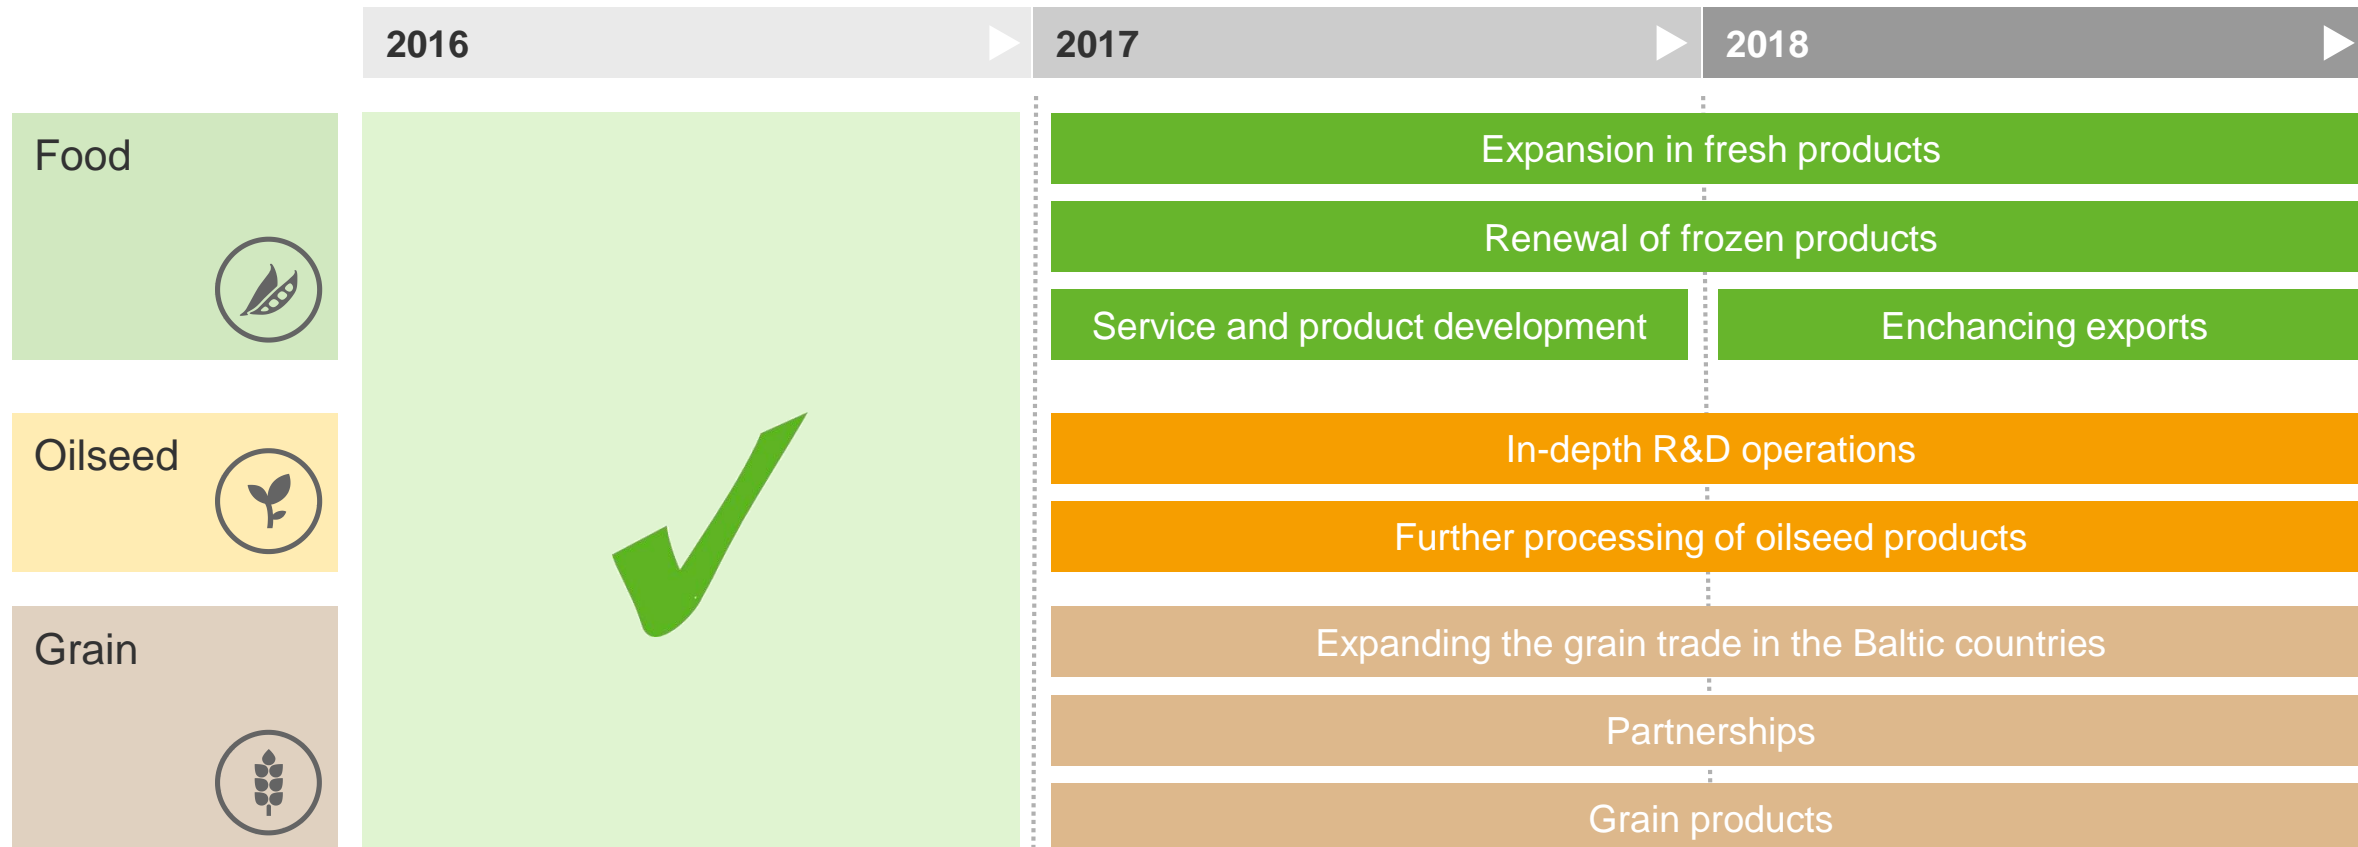 2016
2017
2018
Food
Expansion in fresh products
Renewal of frozen products
Service and product development
Enchancing exports
Oilseed
In-depth R&D operations
Further processing of oilseed products
Grain
Expanding the grain trade in the Baltic countries
Partnerships
Grain products